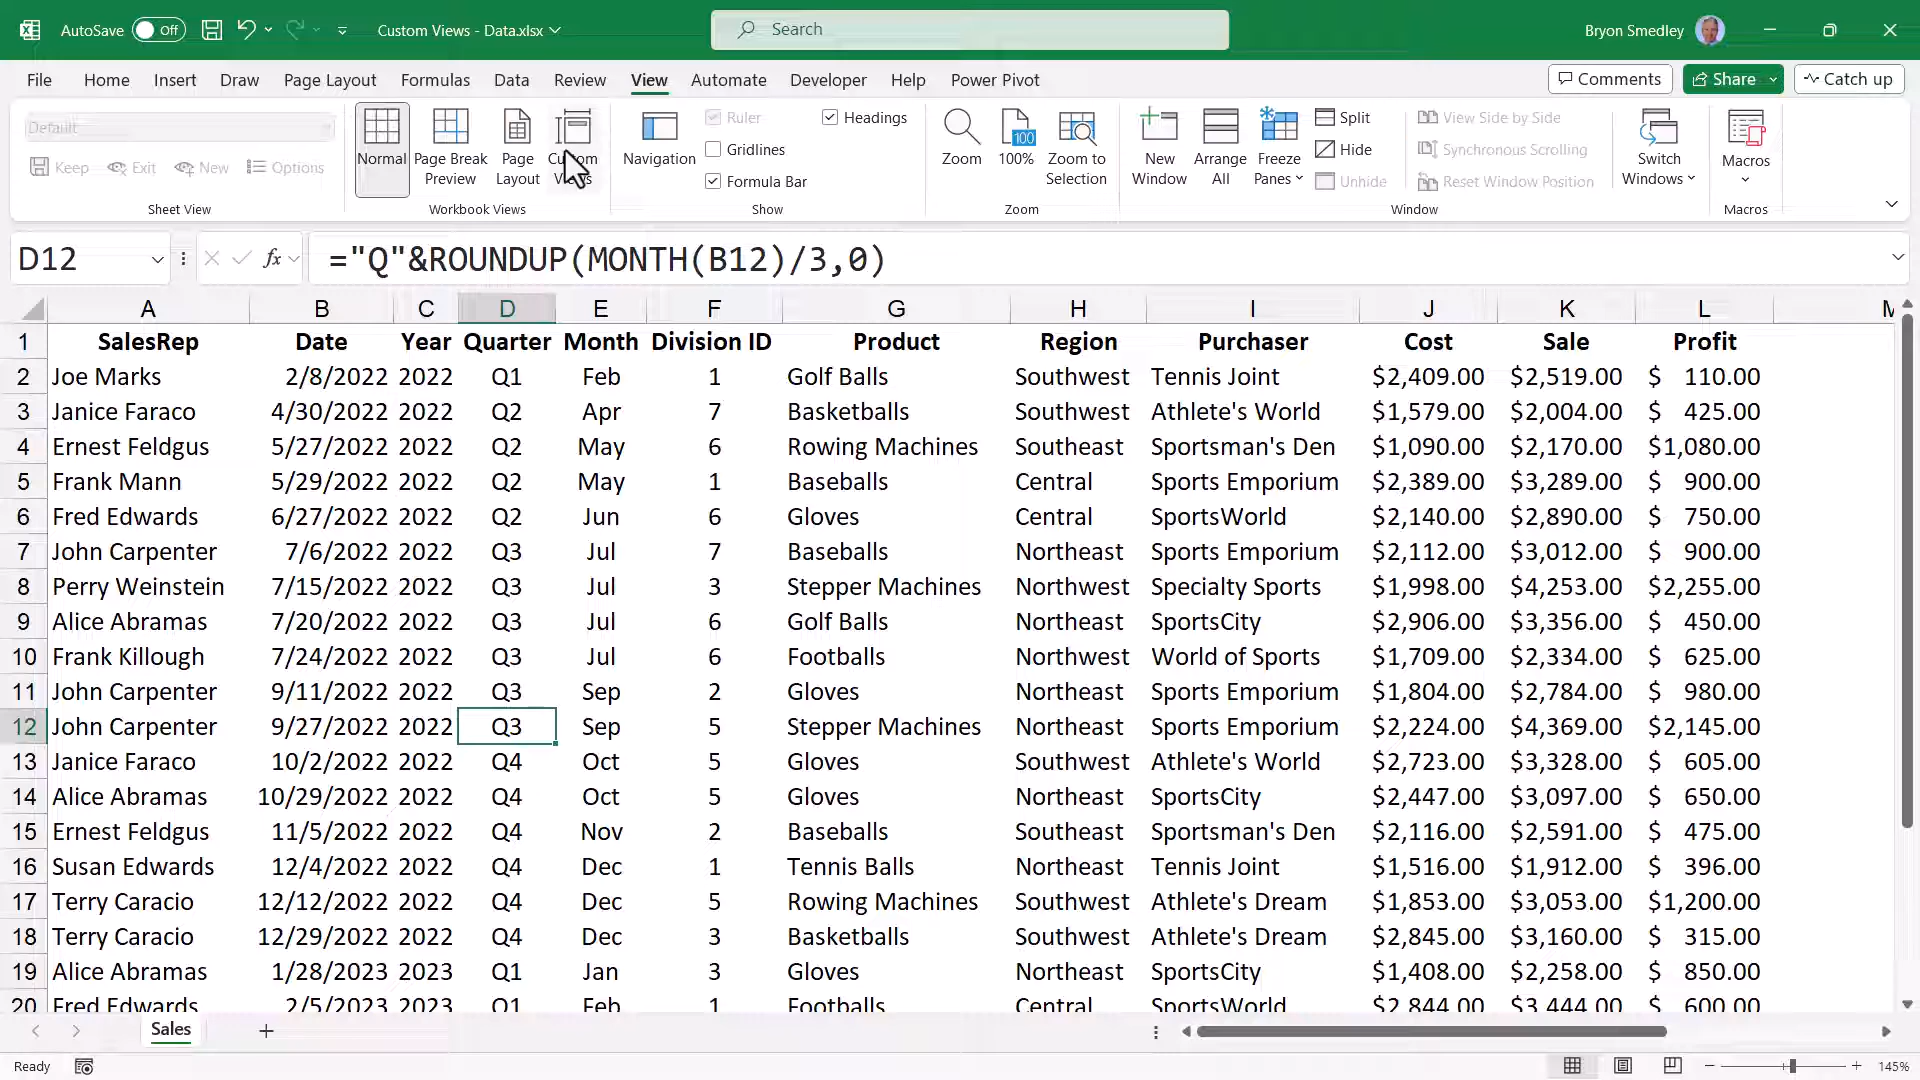 AutoSave Off Custom Views - Data.xlsx Search Bryon Smedley
File Home Insert Draw Page Layout Formulas Data Review View Automate Developer Help Power Pivot Comments Share Catch up
Default
Keep Exit New Options
Sheet View
Normal
Page Break Preview
Page Layout
Custom Views
Workbook Views
Navigation
Ruler
Gridlines
Formula Bar
Headings
Show
Zoom
100
100%
Zoom to Selection
Zoom
New Window
Arrange All
Freeze Panes
Split
Hide
Unhide
View Side by Side
Synchronous Scrolling
Reset Window Position
Switch Windows
Window
Macros
Macros
D12 fx ="Q"&ROUNDUP(MONTH(B12)/3,0)
A B C D E F G H I J K L
1 SalesRep Date Year Quarter Month Division ID Product Region Purchaser Cost Sale Profit
2 Joe Marks 2/8/2022 2022 Q1 Feb 1 Golf Balls Southwest Tennis Joint $2,409.00 $2,519.00 $ 110.00
3 Janice Faraco 4/30/2022 2022 Q2 Apr 7 Basketballs Southwest Athlete's World $1,579.00 $2,004.00 $ 425.00
4 Ernest Feldgus 5/27/2022 2022 Q2 May 6 Rowing Machines Southeast Sportsman's Den $1,090.00 $2,170.00 $1,080.00
5 Frank Mann 5/29/2022 2022 Q2 May 1 Baseballs Central Sports Emporium $2,389.00 $3,289.00 $ 900.00
6 Fred Edwards 6/27/2022 2022 Q2 Jun 6 Gloves Central SportsWorld $2,140.00 $2,890.00 $ 750.00
7 John Carpenter 7/6/2022 2022 Q3 Jul 7 Baseballs Northeast Sports Emporium $2,112.00 $3,012.00 $ 900.00
8 Perry Weinstein 7/15/2022 2022 Q3 Jul 3 Stepper Machines Northwest Specialty Sports $1,998.00 $4,253.00 $2,255.00
9 Alice Abramas 7/20/2022 2022 Q3 Jul 6 Golf Balls Northeast SportsCity $2,906.00 $3,356.00 $ 450.00
10 Frank Killough 7/24/2022 2022 Q3 Jul 6 Footballs Northwest World of Sports $1,709.00 $2,334.00 $ 625.00
11 John Carpenter 9/11/2022 2022 Q3 Sep 2 Gloves Northeast Sports Emporium $1,804.00 $2,784.00 $ 980.00
12 John Carpenter 9/27/2022 2022 Q3 Sep 5 Stepper Machines Northeast Sports Emporium $2,224.00 $4,369.00 $2,145.00
13 Janice Faraco 10/2/2022 2022 Q4 Oct 5 Gloves Southwest Athlete's World $2,723.00 $3,328.00 $ 605.00
14 Alice Abramas 10/29/2022 2022 Q4 Oct 5 Gloves Northeast SportsCity $2,447.00 $3,097.00 $ 650.00
15 Ernest Feldgus 11/5/2022 2022 Q4 Nov 2 Baseballs Southeast Sportsman's Den $2,116.00 $2,591.00 $ 475.00
16 Susan Edwards 12/4/2022 2022 Q4 Dec 1 Tennis Balls Northeast Tennis Joint $1,516.00 $1,912.00 $ 396.00
17 Terry Caracio 12/12/2022 2022 Q4 Dec 5 Rowing Machines Southwest Athlete's Dream $1,853.00 $3,053.00 $1,200.00
18 Terry Caracio 12/29/2022 2022 Q4 Dec 3 Basketballs Southwest Athlete's Dream $2,845.00 $3,160.00 $ 315.00
19 Alice Abramas 1/28/2023 2023 Q1 Jan 3 Gloves Northeast SportsCity $1,408.00 $2,258.00 $ 850.00
20 Fred Edwards 2/5/2023 2023 Q1 Feb 1 Footballs Central SportsWorld $2,844.00 $3,444.00 $ 600.00
Sales
Ready 145%